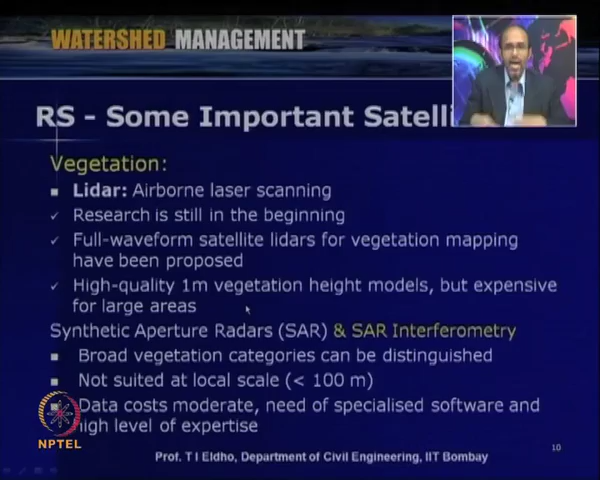 WATERSHED MANAGEMENT
RS - Some Important Satelli
Vegetation:
Lidar: Airborne laser scanning
Research is still in the beginning
Full-waveform satellite lidars for vegetation mapping
have been proposed
High-quality 1m vegetation height models, but expensive
for large areas
Synthetic Aperture Radars (SAR) & SAR Interferometry
Broad vegetation categories can be distinguished
Not suited at local scale (< 100 m)
Data costs moderate, need of specialised software and
high level of expertise
NPTEL
Prof. T I Eldho, Department of Civil Engineering, IIT Bombay
10